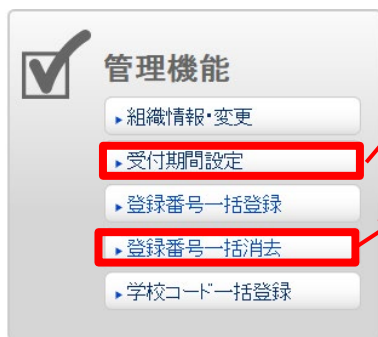 管理機能
組織情報・変更
受付期間設定
登録番号一括登録
登録番号一括消去
学校コード一括登録